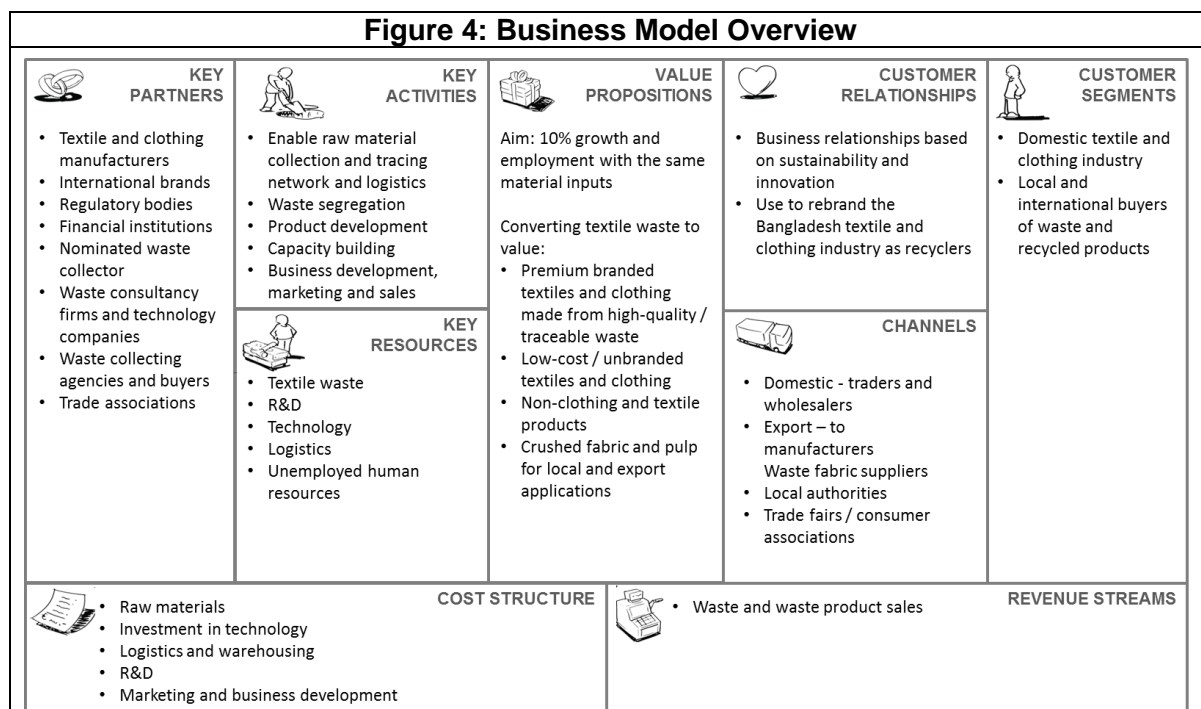 Figure 4: Business Model Overview
KEY
PARTNERS
• Textile and clothing
manufacturers
• International brands
• Regulatory bodies
• Financial institutions
• Nominated waste
collector
• Waste consultancy
firms and technology
companies
• Waste collecting
agencies and buyers
• Trade associations
KEY
ACTIVITIES
• Enable raw material
collection and tracing
network and logistics
• Waste segregation
• Product development
• Capacity building
• Business development,
marketing and sales
KEY
RESOURCES
• Textile waste
• R&D
• Technology
• Logistics
• Unemployed human
resources
VALUE
PROPOSITIONS
Aim: 10% growth and
employment with the same
material inputs
Converting textile waste to
value:
• Premium branded
textiles and clothing
made from high-quality /
traceable waste
• Low-cost / unbranded
textiles and clothing
• Non-clothing and textile
products
• Crushed fabric and pulp
for local and export
applications
CUSTOMER
RELATIONSHIPS
• Business relationships based
on sustainability and
innovation
• Use to rebrand the
Bangladesh textile and
clothing industry as recyclers
CHANNELS
• Domestic - traders and
wholesalers
• Export – to
manufacturers
Waste fabric suppliers
• Local authorities
• Trade fairs / consumer
associations
CUSTOMER
SEGMENTS
• Domestic textile and
clothing industry
• Local and
international buyers
of waste and
recycled products
COST STRUCTURE
• Raw materials
• Investment in technology
• Logistics and warehousing
• R&D
• Marketing and business development
REVENUE STREAMS
• Waste and waste product sales